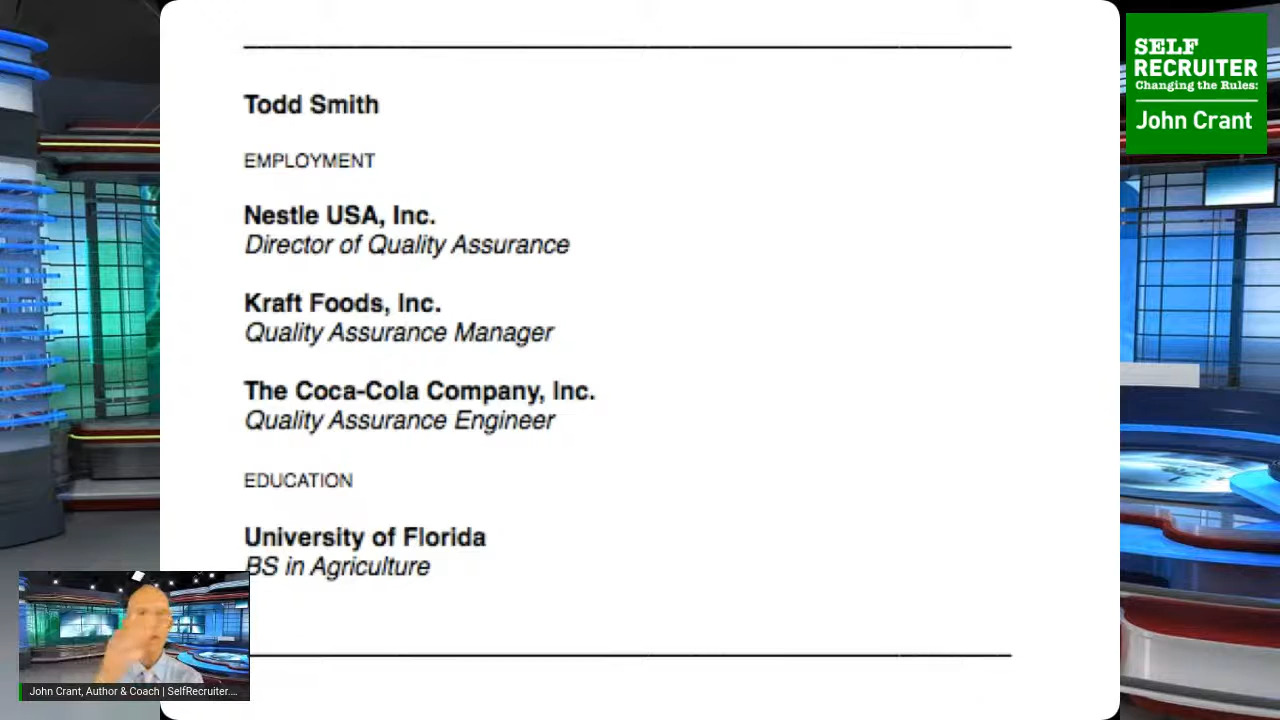 SELF
RECRUITER
Changing the Rules:
John Crant
Todd Smith
EMPLOYMENT
Nestle USA, Inc.
Director of Quality Assurance
Kraft Foods, Inc.
Quality Assurance Manager
The Coca-Cola Company, Inc.
Quality Assurance Engineer
EDUCATION
University of Florida
BS in Agriculture
John Crant, Author & Coach | SelfRecruiter....